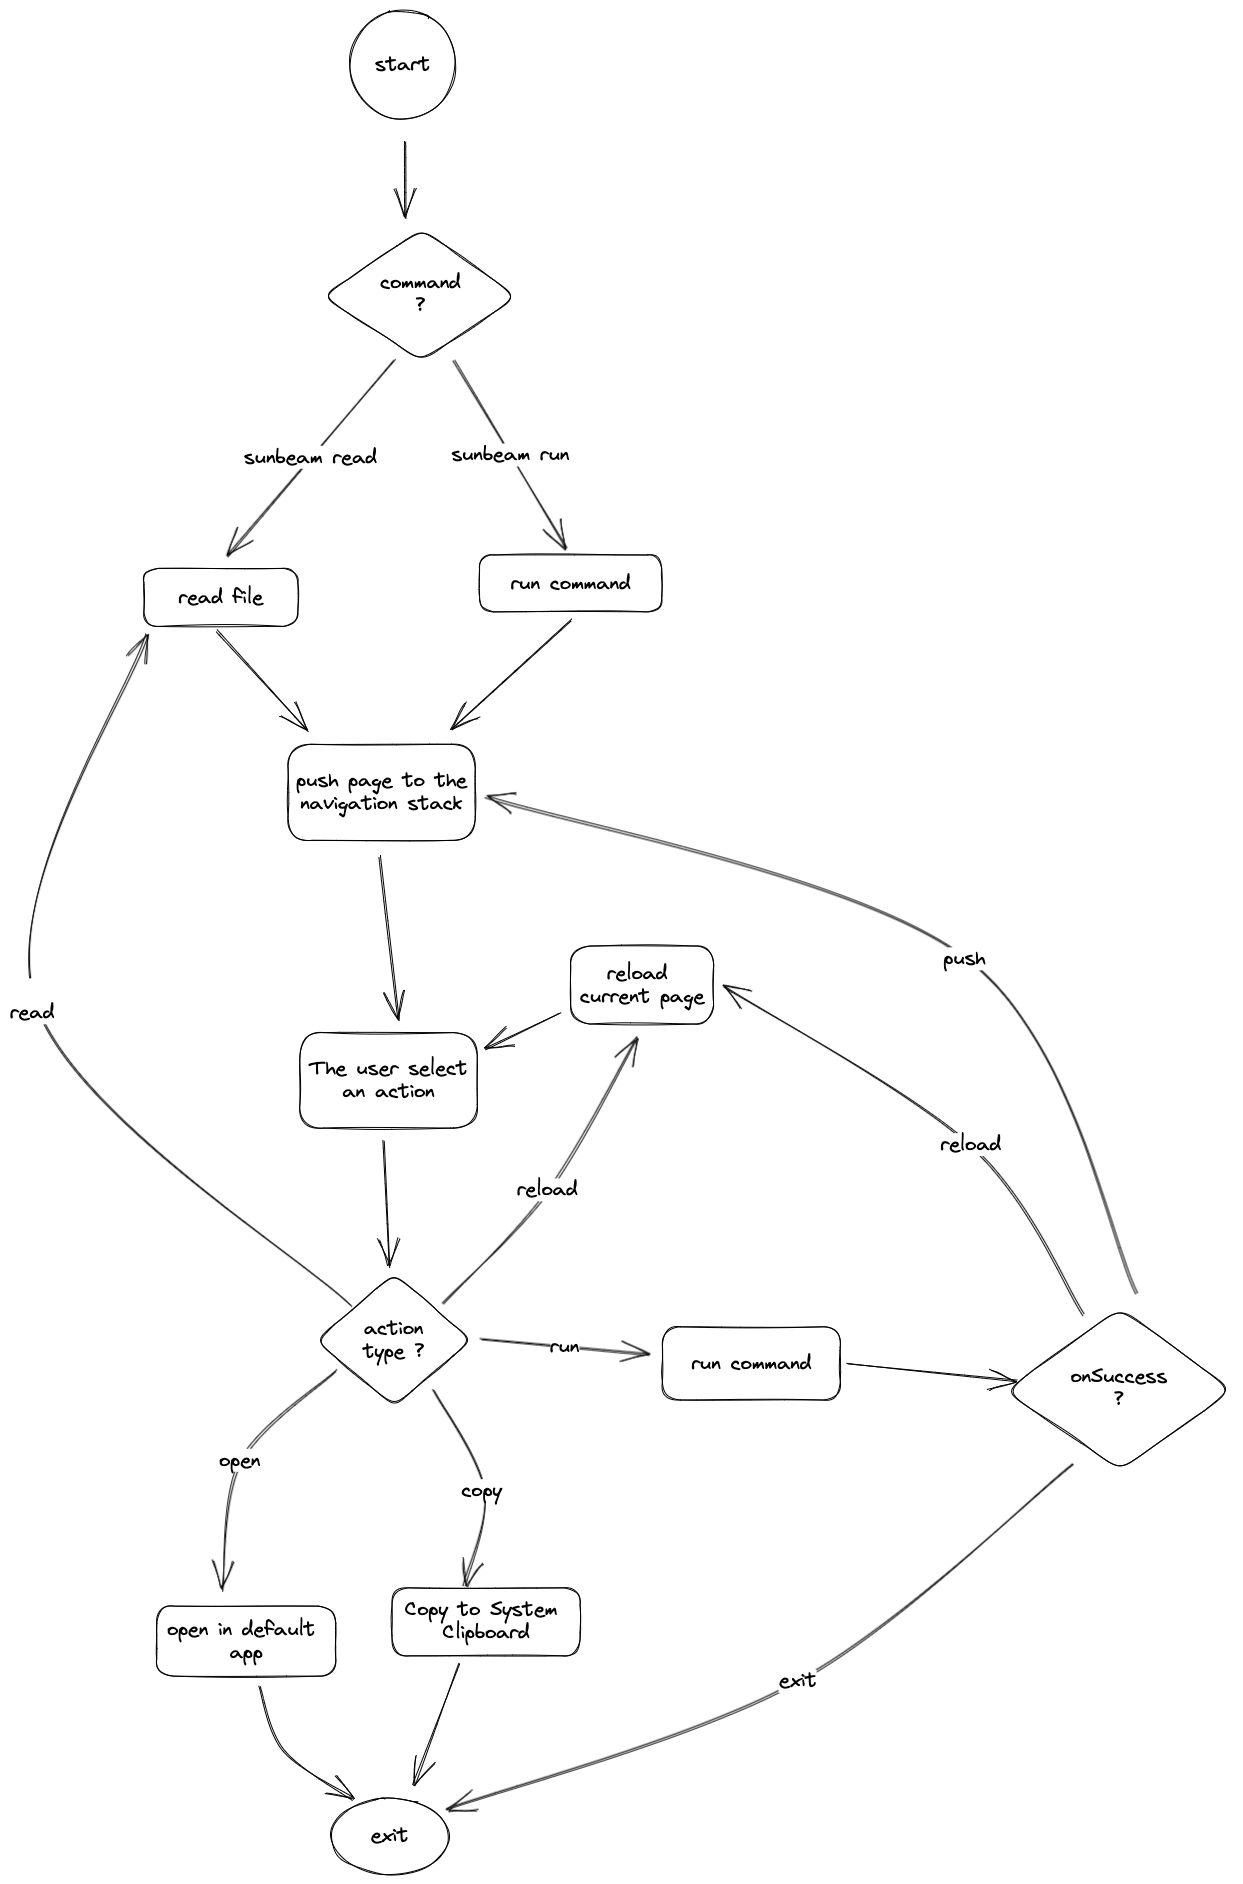 start
command
?
sunbeam read
sunbeam run
read file
run command
push page to the
navigation stack
push
reload
current page
read
The user select
an action
reload
reload
action
type ?
run
run command
onSuccess
?
open
copy
open in default
app
Copy to System
Clipboard
exit
exit